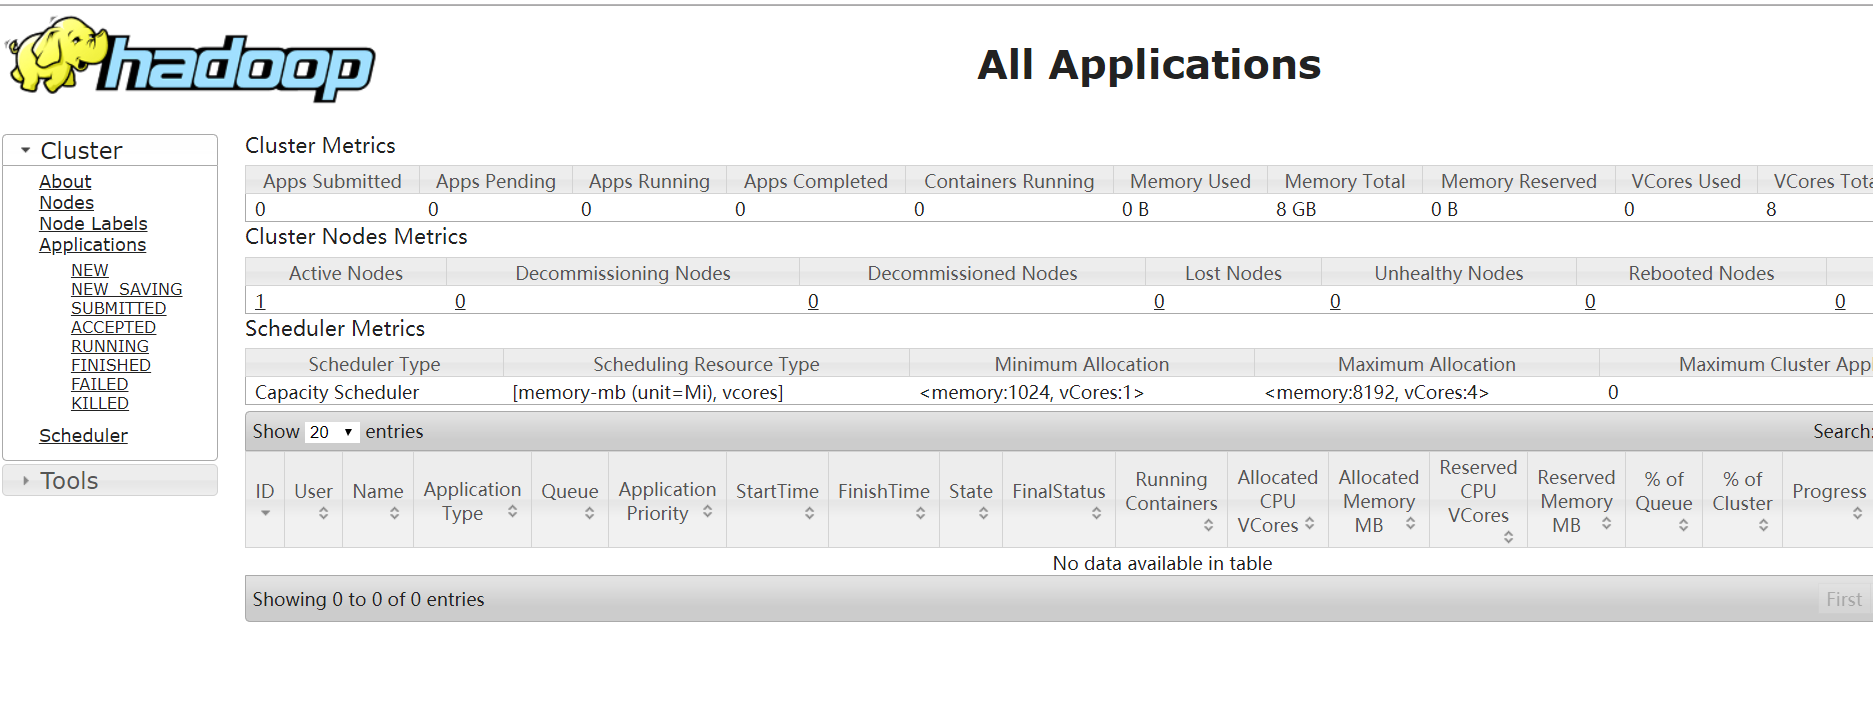 hadoop
All Applications
Cluster
About
Nodes
Node Labels
Applications
NEW
NEW_SAVING
SUBMITTED
ACCEPTED
RUNNING
FINISHED
FAILED
KILLED
Scheduler
Tools
Cluster Metrics
Apps Submitted Apps Pending Apps Running Apps Completed Containers Running Memory Used Memory Total Memory Reserved VCores Used VCores
0 0 0 0 0 0 B 8 GB 0 B 0 8
Cluster Nodes Metrics
Active Nodes Decommissioning Nodes Decommissioned Nodes Lost Nodes Unhealthy Nodes Rebooted Nodes
1 0 0 0 0 0 0
Scheduler Metrics
Scheduler Type Scheduling Resource Type Minimum Allocation Maximum Allocation Maximum Cluster
Capacity Scheduler [memory-mb (unit=Mi), vcores] <memory:1024, vCores:1> <memory:8192, vCores:4> 0
Show 20 entries Search:
ID User Name Application Type Queue Application Priority StartTime FinishTime State FinalStatus Running Containers Allocated CPU VCores Allocated Memory MB Reserved CPU VCores Reserved Memory MB % of Queue % of Cluster Progress
No data available in table
Showing 0 to 0 of 0 entries First